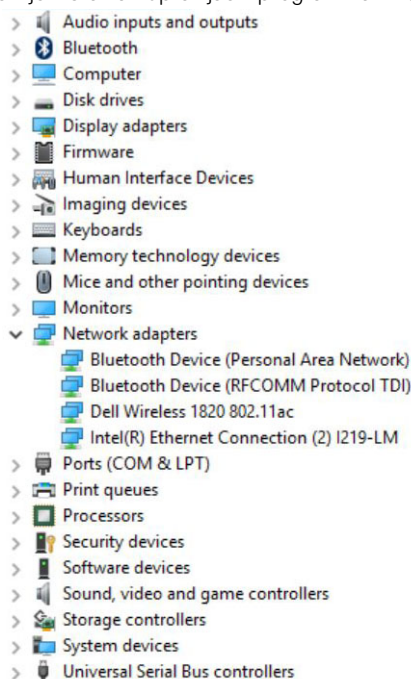 Audio inputs and outputs
Bluetooth
Computer
Disk drives
Display adapters
Firmware
Human Interface Devices
Imaging devices
Keyboards
Memory technology devices
Mice and other pointing devices
Monitors
Network adapters
Bluetooth Device (Personal Area Network)
Bluetooth Device (RFCOMM Protocol TDI)
Dell Wireless 1820 802.11ac
Intel(R) Ethernet Connection (2) I219-LM
Ports (COM & LPT)
Print queues
Processors
Security devices
Software devices
Sound, video and game controllers
Storage controllers
System devices
Universal Serial Bus controllers